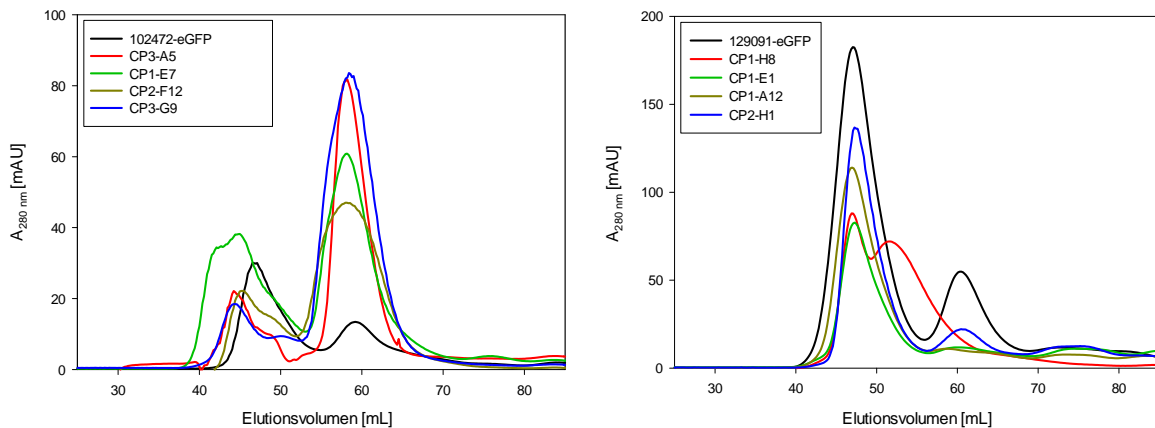 100
80
60
40
20
0
A280 nm [mAU]
102472-eGFP
CP3-A5
CP1-E7
CP2-F12
CP3-G9
30 40 50 60 70 80
Elutionsvolumen [mL]
200
150
100
50
0
A280 nm [mAU]
129091-eGFP
CP1-H8
CP1-E1
CP1-A12
CP2-H1
30 40 50 60 70 80
Elutionsvolumen [mL]